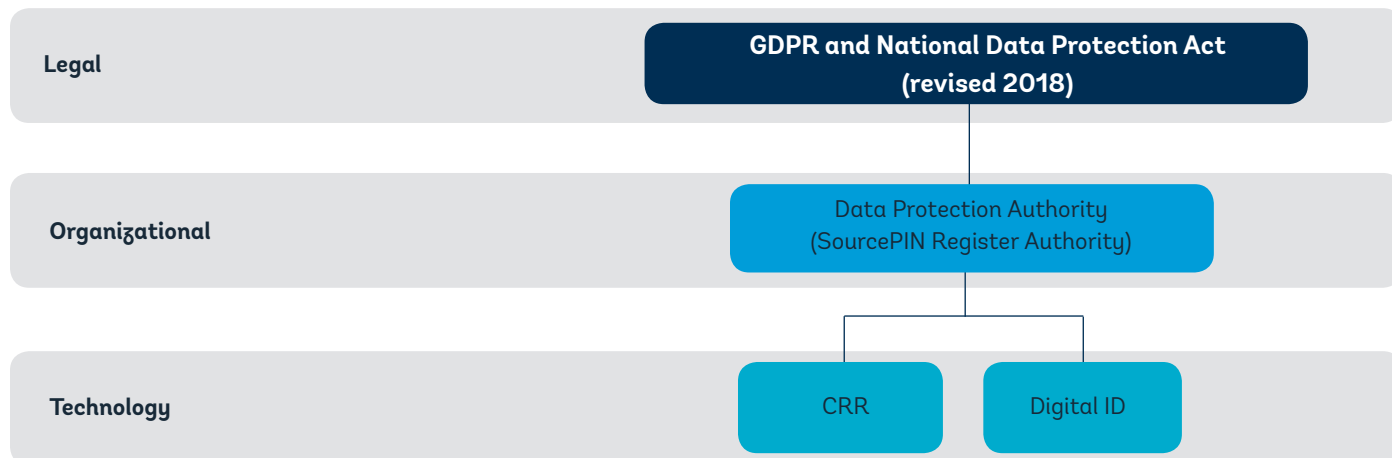 Legal
GDPR and National Data Protection Act
(revised 2018)
Organizational
Data Protection Authority
(SourcePIN Register Authority)
Technology
CRR
Digital ID